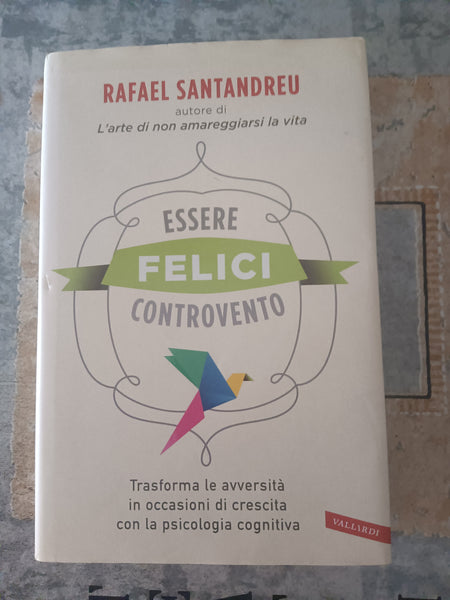 RAFAEL SANTANDREU
autore di
L'arte di non amareggiarsi la vita
ESSERE
FELICI
CONTROVENTO
Trasforma le avversità
in occasioni di crescita
con la psicologia cognitiva
VALLARDI